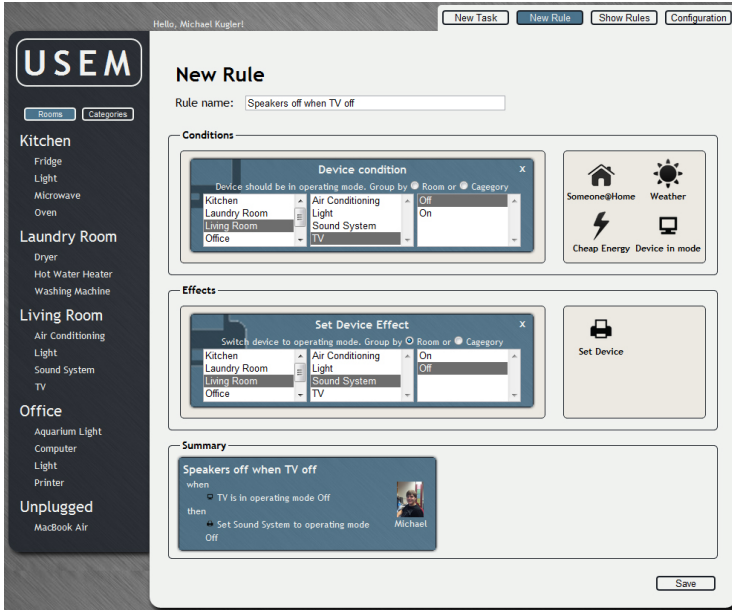 Hello, Michael Kugler!
New Task New Rule Show Rules Configuration
USEM
Rooms Categories
Kitchen
Fridge
Light
Microwave
Oven
Laundry Room
Dryer
Hot Water Heater
Washing Machine
Living Room
Air Conditioning
Light
Sound System
TV
Office
Aquarium Light
Computer
Light
Printer
Unplugged
MacBook Air
New Rule
Rule name: Speakers off when TV off
Conditions
Device condition x
Device should be in operating mode. Group by Room or Cagegory
Kitchen Air Conditioning Off
Laundry Room Light On
Living Room Sound System
Office TV
Someone@Home Weather
Cheap Energy Device in mode
Effects
Set Device Effect x
Switch device to operating mode. Group by Room or Cagegory
Kitchen Air Conditioning On
Laundry Room Light Off
Living Room Sound System
Office TV
Set Device
Summary
Speakers off when TV off
when
TV is in operating mode Off
then
Set Sound System to operating mode
Off
Michael
Save